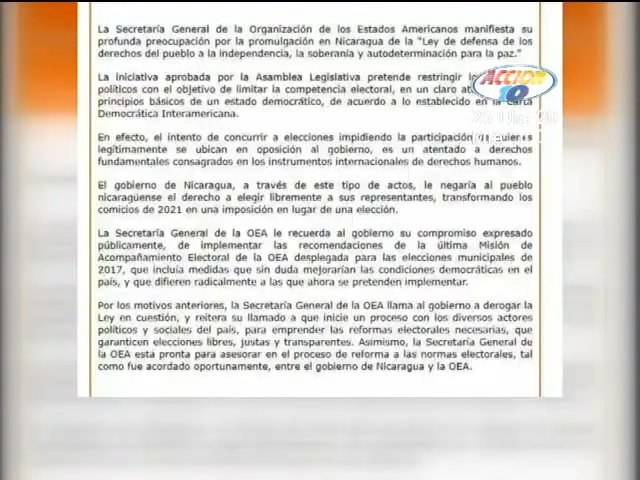 La Secretaría General de la Organización de los Estados Americanos manifiesta su
profunda preocupación por la promulgación en Nicaragua de la "Ley de defensa de los
derechos del pueblo a la independencia, la soberanía y autodeterminación para la paz."
La iniciativa aprobada por la Asamblea Legislativa pretende restringir
políticos con el objetivo de limitar la competencia electoral, en un claro
principios básicos de un estado democrático, de acuerdo a lo establecido en la Carta
Democrática Interamericana.
ACCION
10
En efecto, el intento de concurrir a elecciones impidiendo la participación de quienes
legítimamente se ubican en oposición al gobierno, es un atentado a derechos
fundamentales consagrados en los instrumentos internacionales de derechos humanos.
El gobierno de Nicaragua, a través de este tipo de actos, le negaría al pueblo
nicaragüense el derecho a elegir libremente a sus representantes, transformando los
comicios de 2021 en una imposición en lugar de una elección.
La Secretaría General de la OEA le recuerda al gobierno su compromiso expresado
públicamente, de implementar las recomendaciones de la última Misión de
Acompañamiento Electoral de la OEA desplegada para las elecciones municipales de
2017, que incluía medidas que sin duda mejorarían las condiciones democráticas en el
país, y que difieren radicalmente a las que ahora se pretenden implementar.
Por los motivos anteriores, la Secretaría General de la OEA llama al gobierno a derogar la
Ley en cuestión, y reitera su llamado a que inicie un proceso con los diversos actores
políticos y sociales del país, para emprender las reformas electorales necesarias, que
garanticen elecciones libres, justas y transparentes. Asimismo, la Secretaría General de
la OEA está pronta para asesorar en el proceso de reforma a las normas electorales, tal
como fue acordado oportunamente, entre el gobierno de Nicaragua y la OEA.